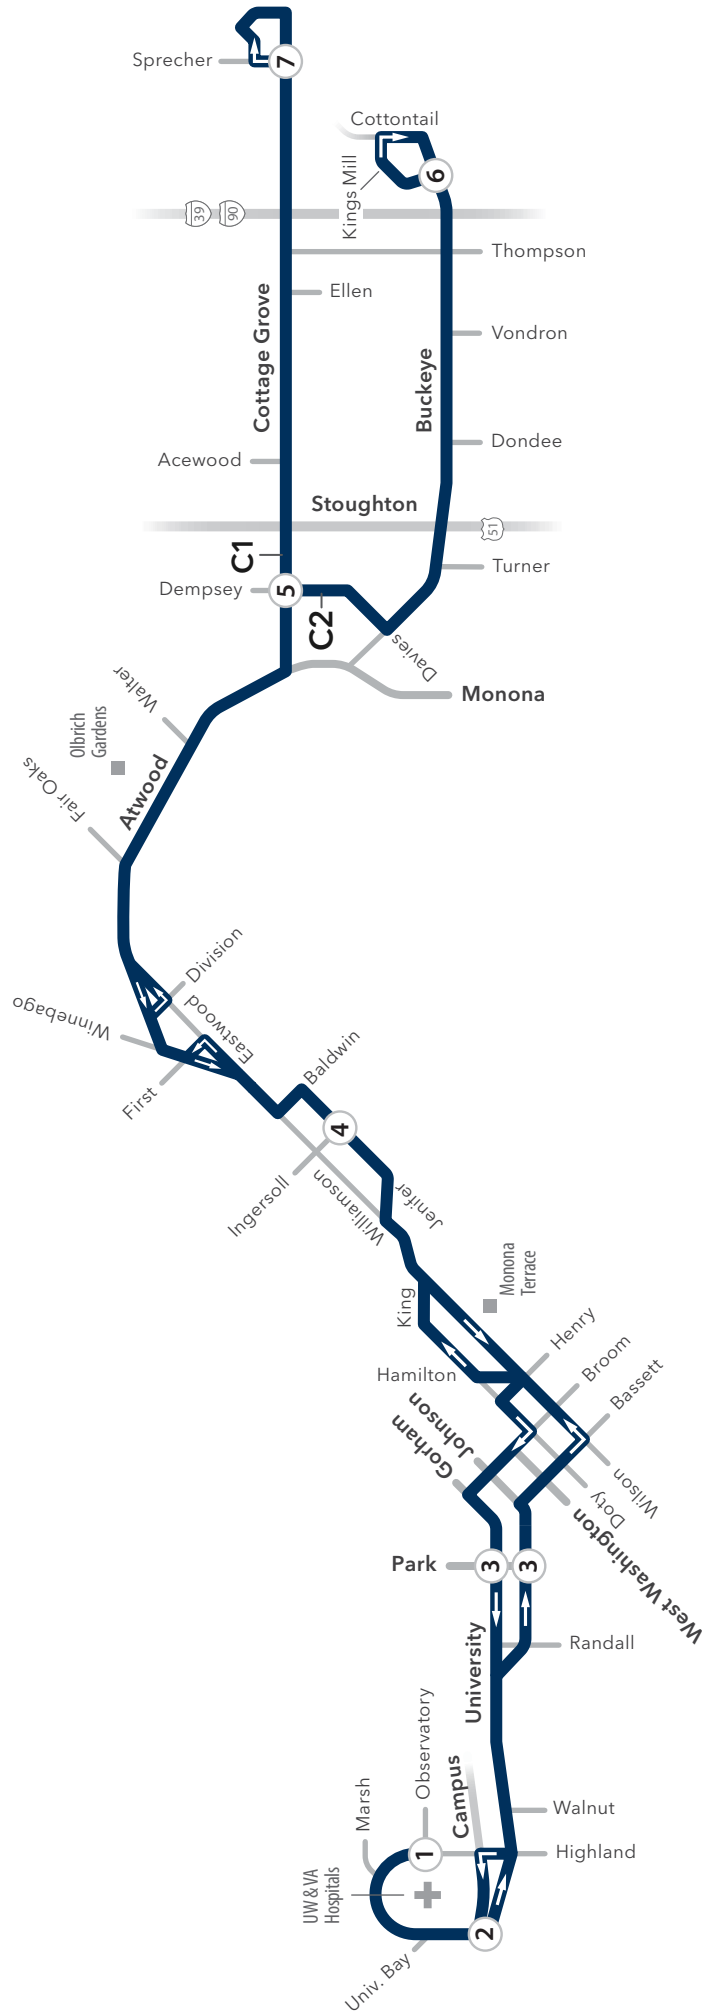 Sprecher
7
Cottontail
Kings Mill
6
39
90
Thompson
Ellen
Cottage Grove
Vondron
Buckeye
Dondee
Acewood
Stoughton
51
C1
Turner
Dempsey
5
C2
Davies
Monona
Walter
Olbrich
Gardens
Fair Oaks
Atwood
Division
Winnebago
Eastwood
First
Baldwin
4
Ingersoll
Williamson
Jenifer
Monona
Terrace
King
Henry
Hamilton
Broom
Bassett
Johnson
Gorham
Wilson
Doty
West Washington
Park
3
3
University
Randall
Observatory
Campus
Marsh
Walnut
1
Highland
UW & VA
Hospitals
2
Univ. Bay